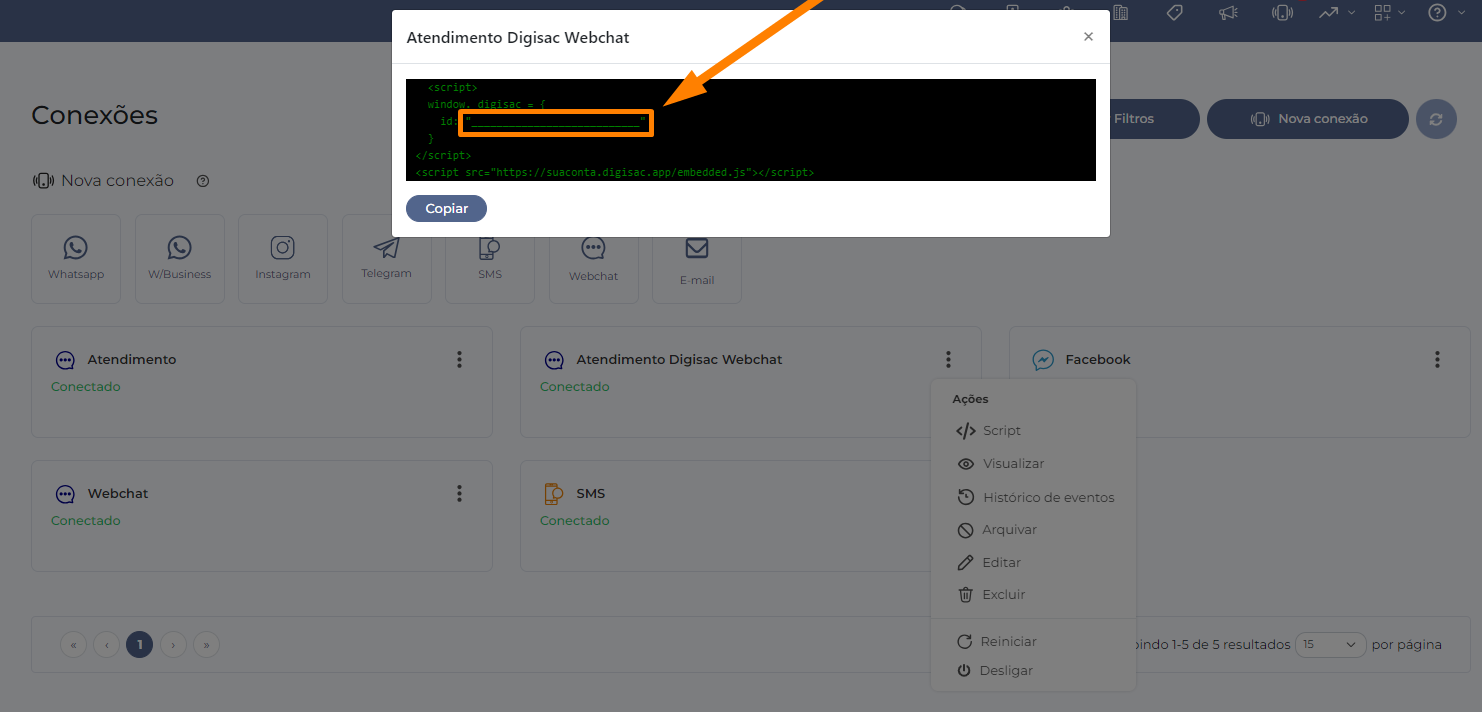 Atendimento Digisac Webchat
×
<script>
window._digisac = {
id: "____________________________"
}
</script>
<script src="https://suaconta.digisac.app/embedded.js"></script>
Copiar
Conexões
Filtros
Nova conexão
Nova conexão
Whatsapp
W/Business
Instagram
Telegram
SMS
Webchat
E-mail
Atendimento
Conectado
Atendimento Digisac Webchat
Conectado
Facebook
Ações
Script
Visualizar
Histórico de eventos
Arquivar
Editar
Excluir
Reiniciar
Desligar
Webchat
Conectado
SMS
Conectado
« ‹ 1 › »
1-5 de 5 resultados 15 por página